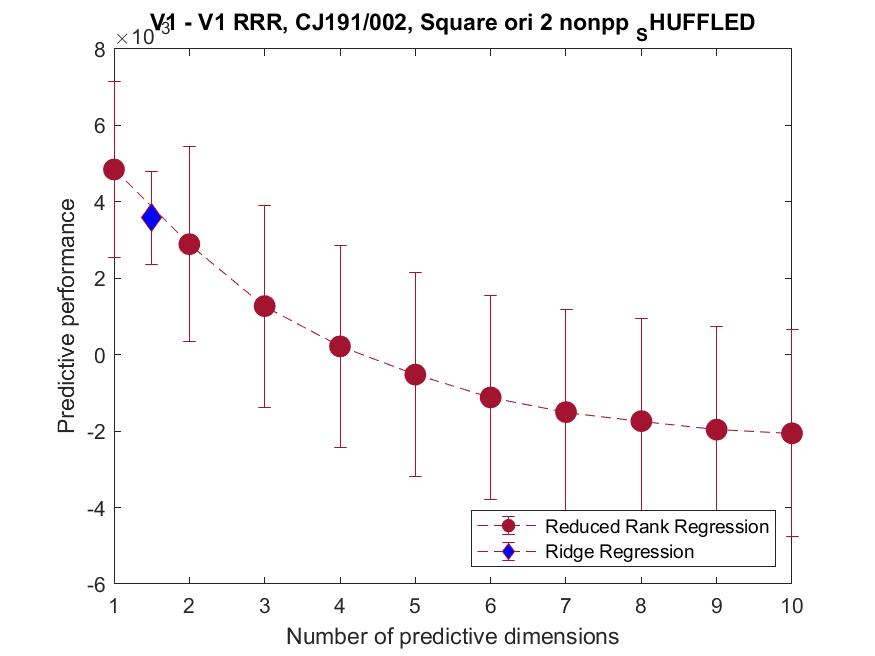 V1 - V1 RRR, CJ191/002, Square ori 2 nonpp SHUFFLED
×10-3
8
6
4
2
0
-2
-4
-6
Predictive performance
1 2 3 4 5 6 7 8 9 10
Number of predictive dimensions
Reduced Rank Regression
Ridge Regression